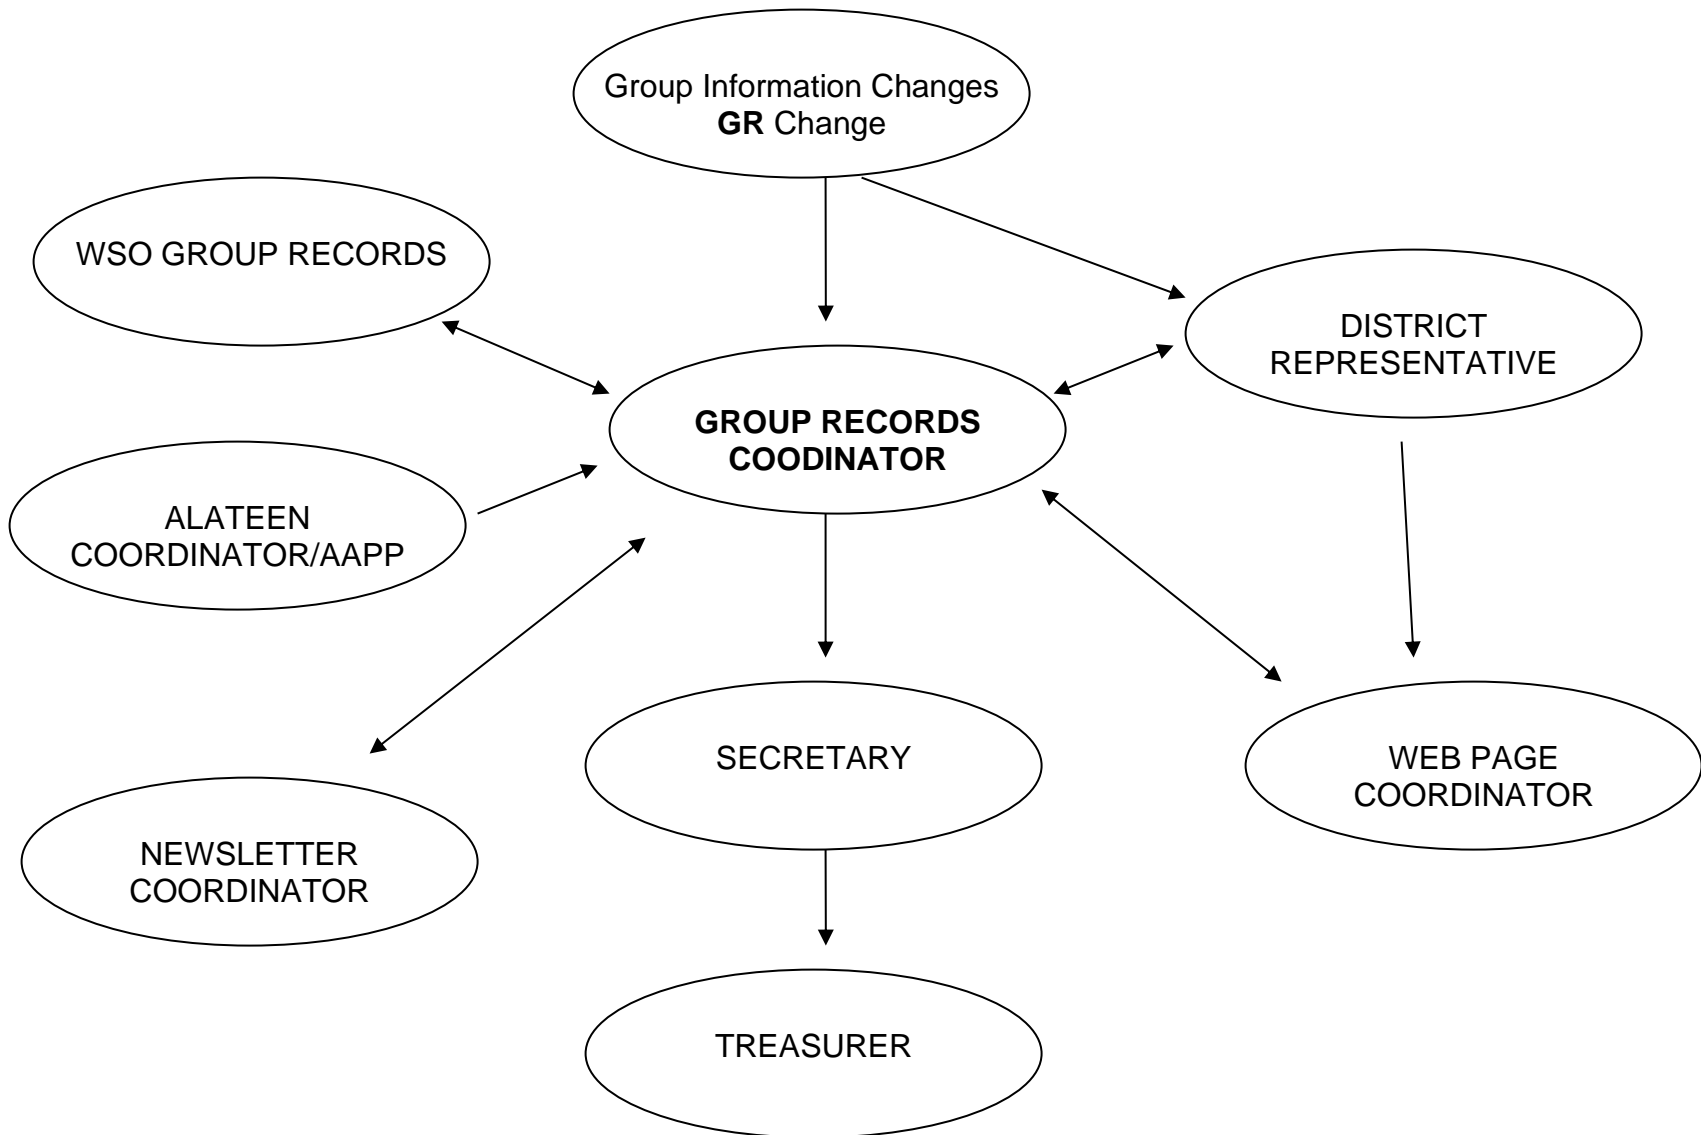 Group Information Changes
GR Change
WSO GROUP RECORDS
DISTRICT
REPRESENTATIVE
GROUP RECORDS
COODINATOR
ALATEEN
COORDINATOR/AAPP
SECRETARY
WEB PAGE
COORDINATOR
NEWSLETTER
COORDINATOR
TREASURER